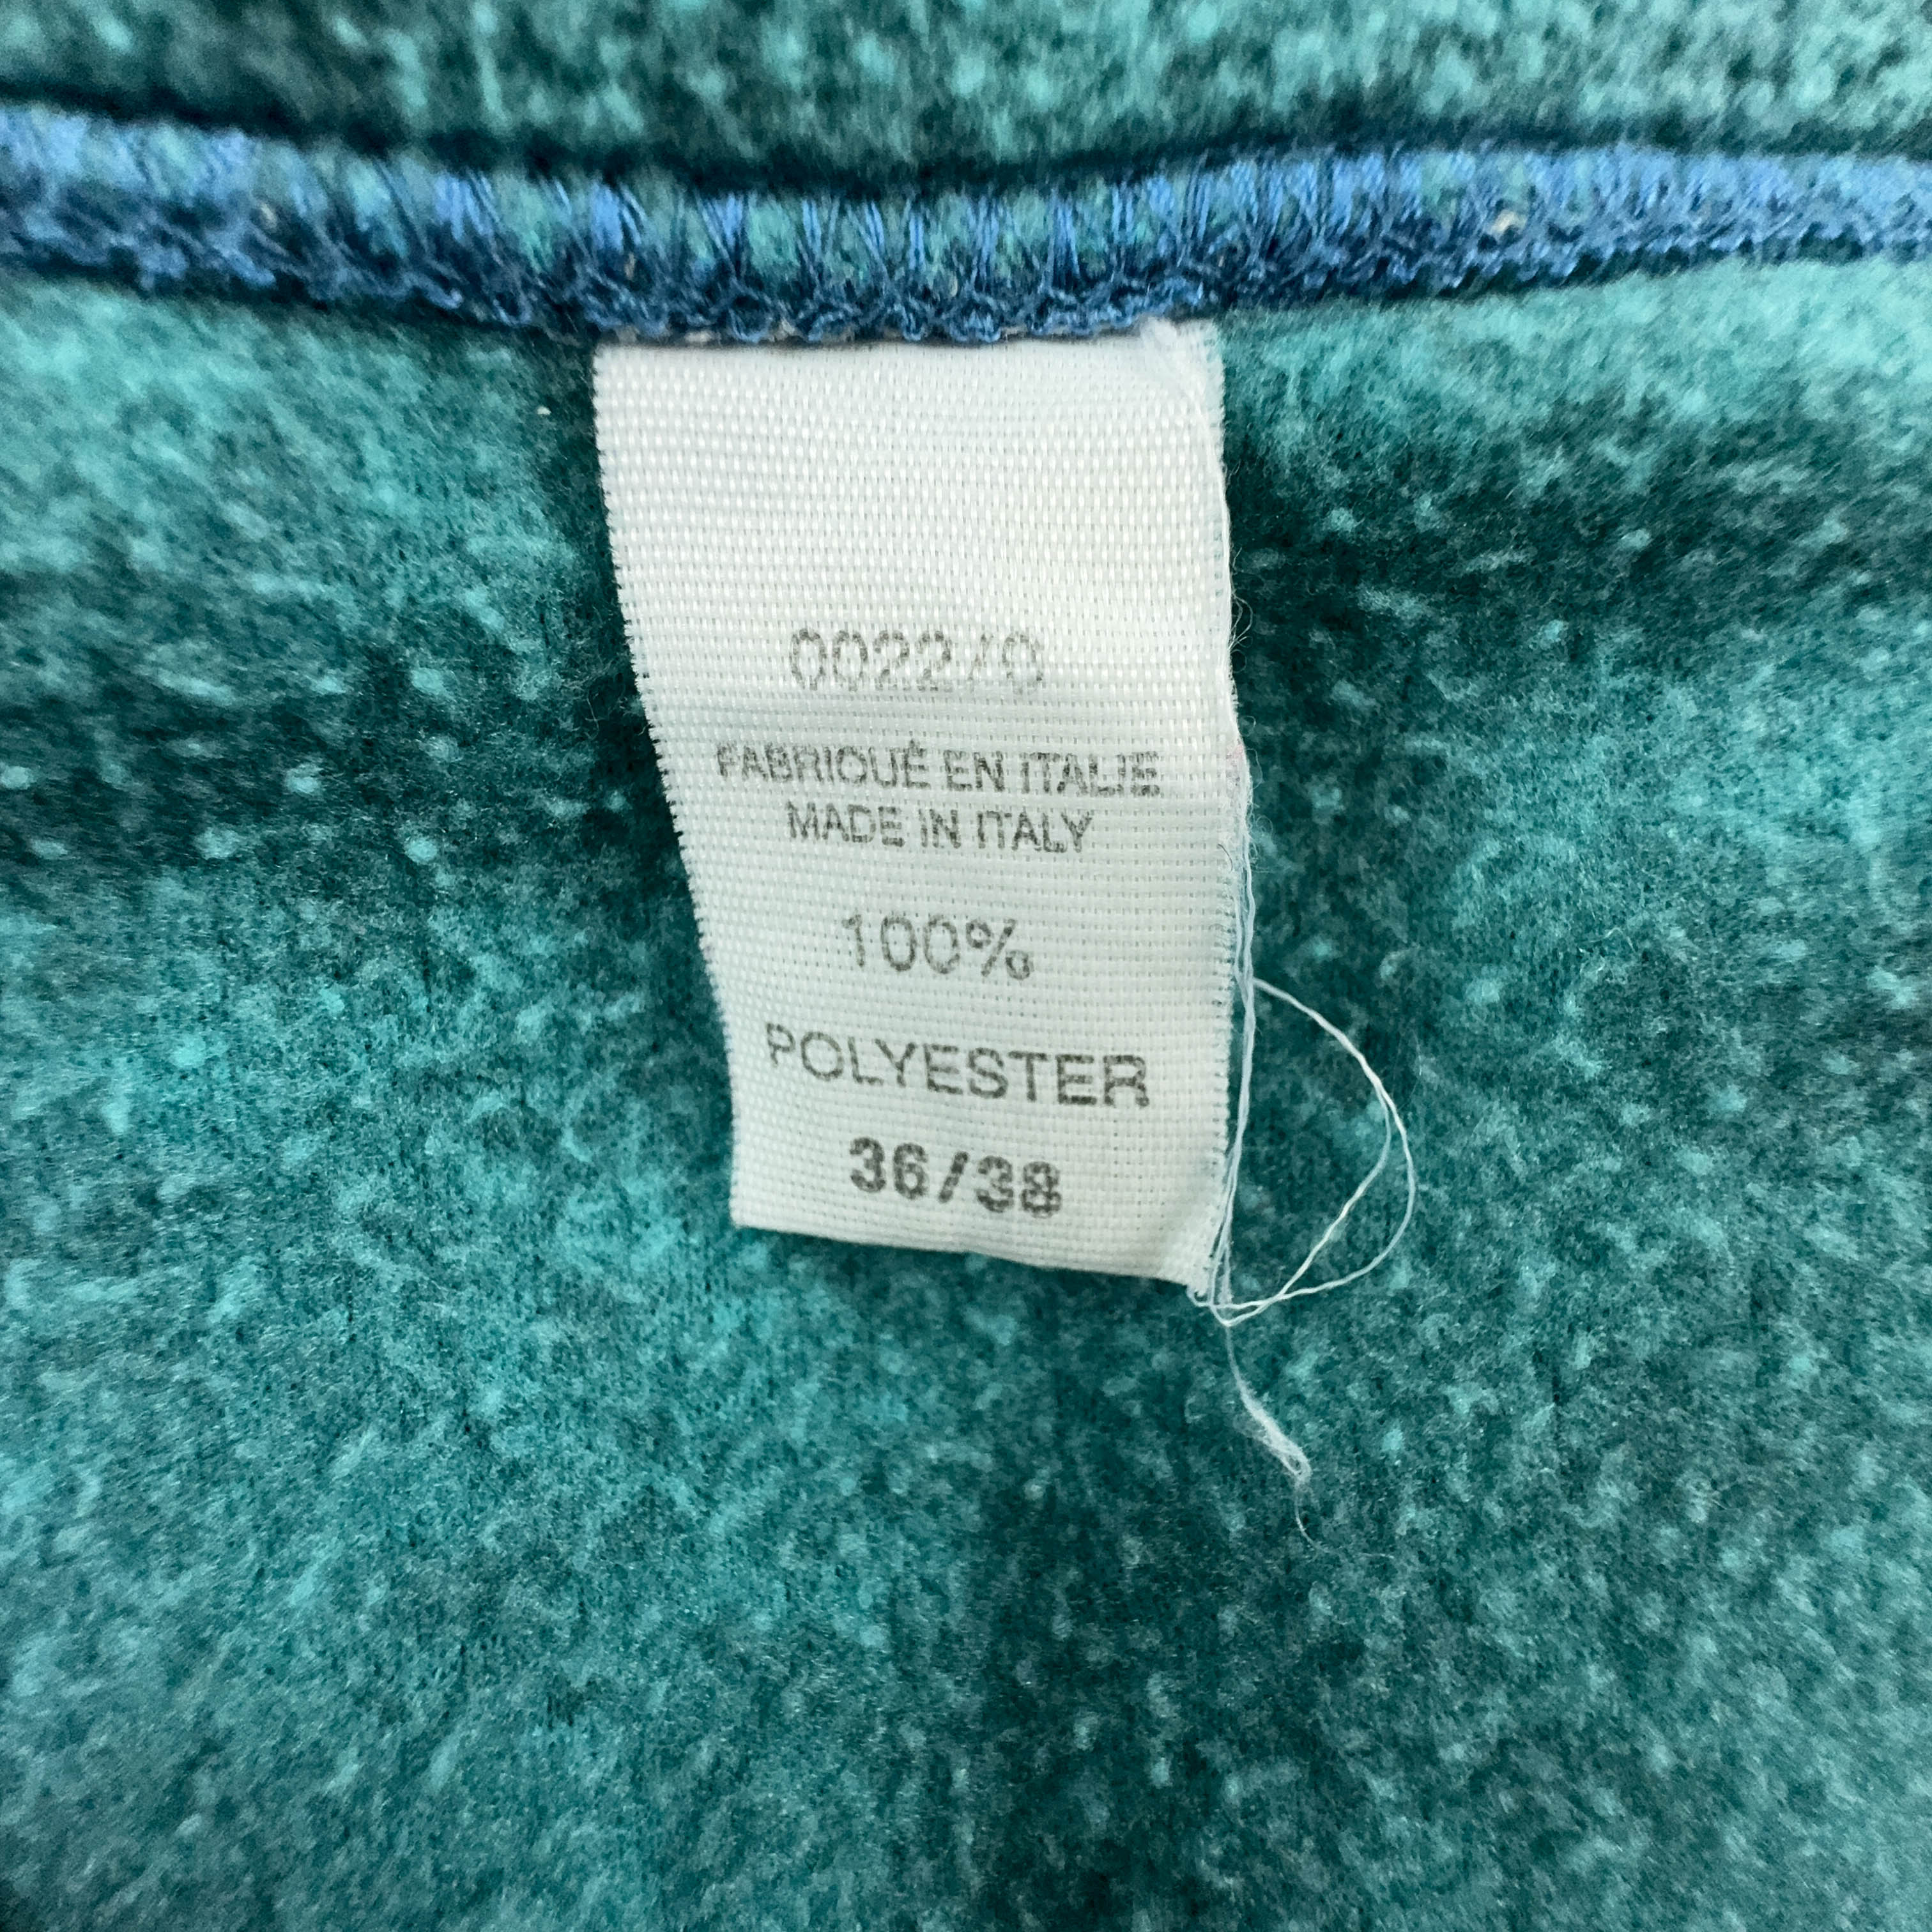 0022/0
FABRIQUÉ EN ITALIE
MADE IN ITALY
100%
POLYESTER
36/38